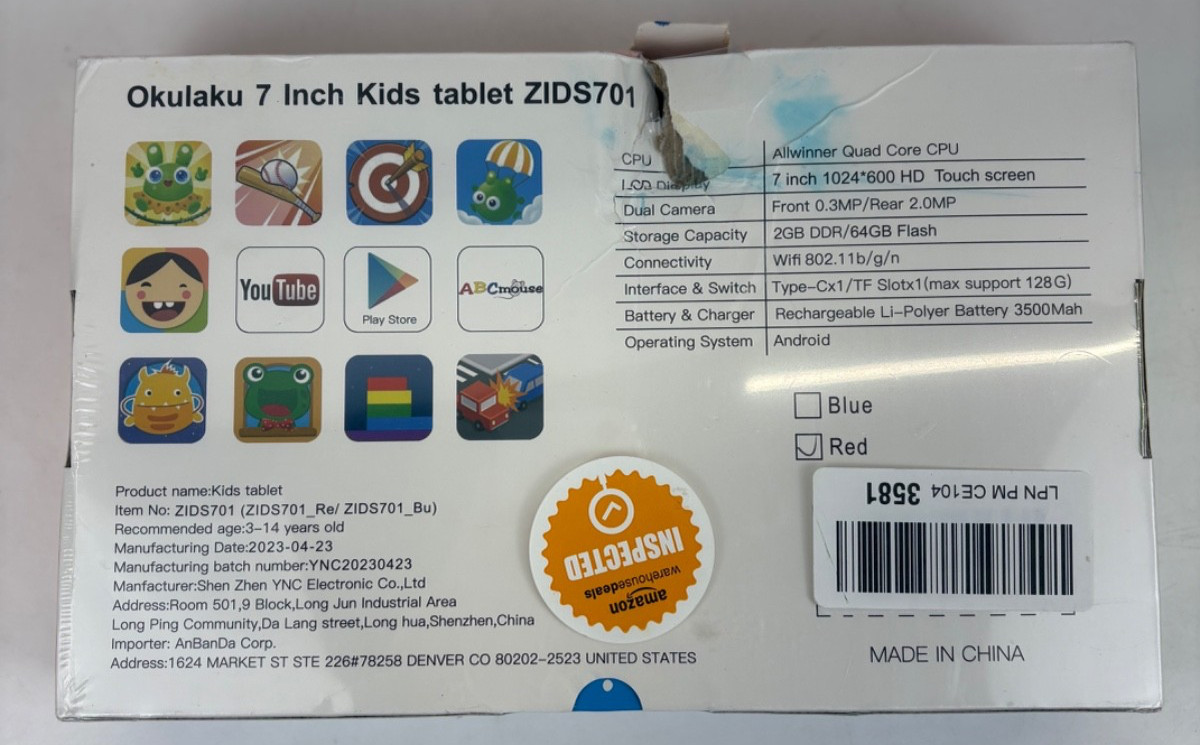 Okulaku 7 Inch Kids tablet ZIDS701
YouTube
Play Store
ABCmouse
CPU Allwinner Quad Core CPU
LCD Display 7 inch 1024*600 HD Touch screen
Dual Camera Front 0.3MP/Rear 2.0MP
Storage Capacity 2GB DDR/64GB Flash
Connectivity Wifi 802.11b/g/n
Interface & Switch Type-Cx1/TF Slotx1(max support 128G)
Battery & Charger Rechargeable Li-Polyer Battery 3500Mah
Operating System Android
Blue
Red
Product name:Kids tablet
Item No: ZIDS701 (ZIDS701_Re/ ZIDS701_Bu)
Recommended age:3-14 years old
Manufacturing Date:2023-04-23
Manufacturing batch number:YNC20230423
Manfacturer:Shen Zhen YNC Electronic Co.,Ltd
Address:Room 501,9 Block,Long Jun Industrial Area
Long Ping Community,Da Lang street,Long hua,Shenzhen,China
Importer: AnBanDa Corp.
Address:1624 MARKET ST STE 226#78258 DENVER CO 80202-2523 UNITED STATES
amazon
warehousedeals
INSPECTED
LPN PM CE104 3581
MADE IN CHINA